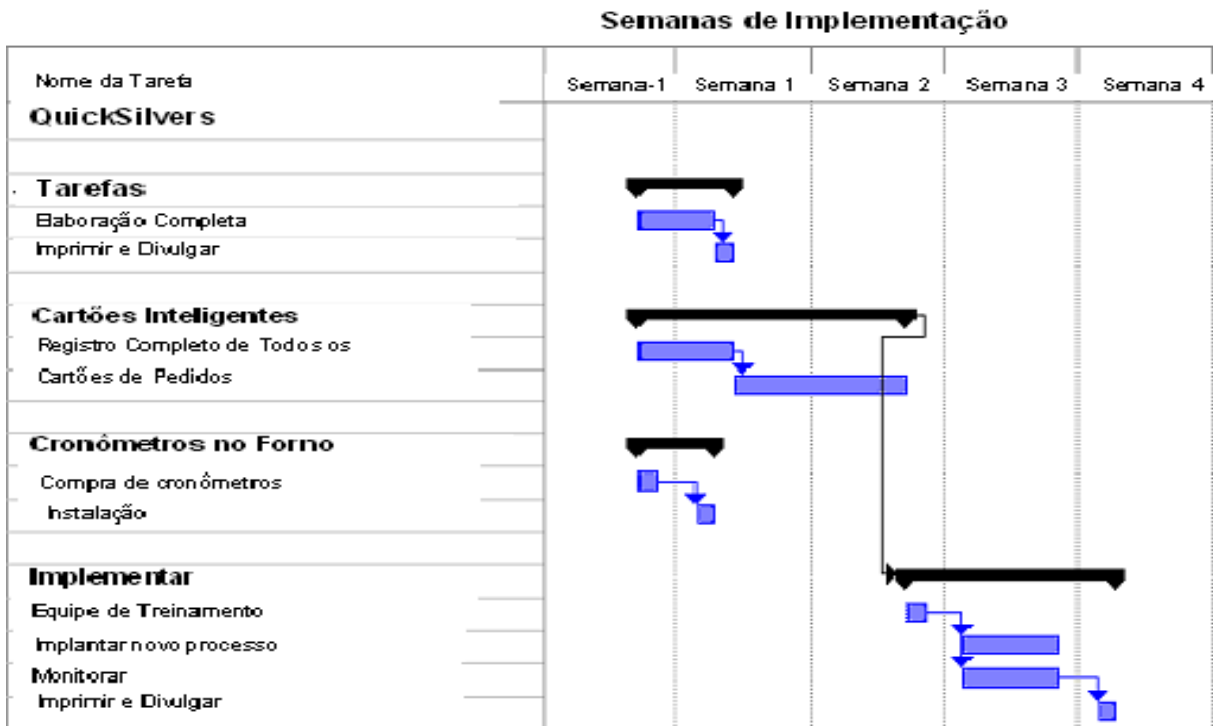 Semanas de Implementação
Nome da Tarefa Semana-1 Semana 1 Semana 2 Semana 3 Semana 4
QuickSilvers
Tarefas
Elaboração Completa
Imprimir e Divulgar
Cartões Inteligentes
Registro Completo de Todos os
Cartões de Pedidos
Cronômetros no Forno
Compra de cronômetros
Instalação
Implementar
Equipe de Treinamento
Implantar novo processo
Monitorar
Imprimir e Divulgar